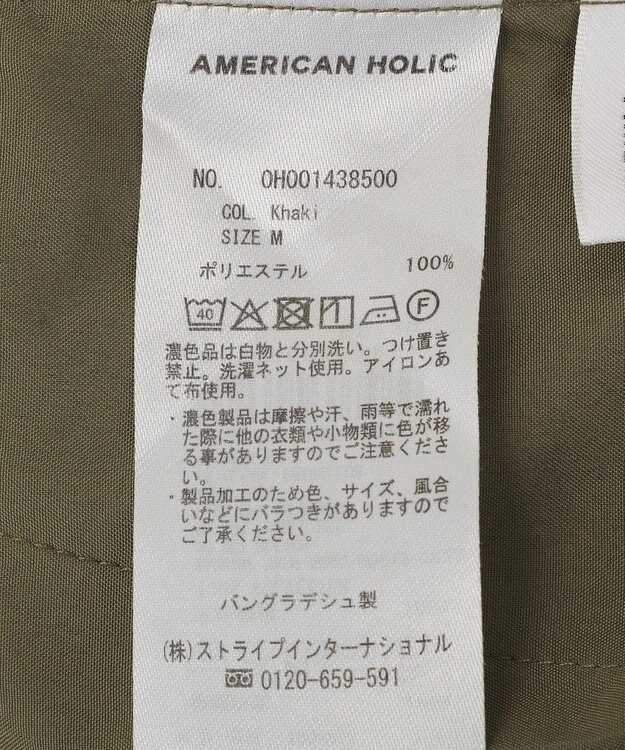 AMERICAN HOLIC
NO. OH001438500
COL. Khaki
SIZE M
ポリエステル 100%
40 F
濃色品は白物と分別洗い。つけ置き
禁止。洗濯ネット使用。アイロンあ
て布使用。
・濃色製品は摩擦や汗、雨等で濡れ
た際に他の衣類や小物類に色が移
る事がありますのでご注意くださ
い。
・製品加工のため色、サイズ、風合
いなどにバラつきがありますので
ご了承ください。
バングラデシュ製
(株)ストライプインターナショナル
0120-659-591